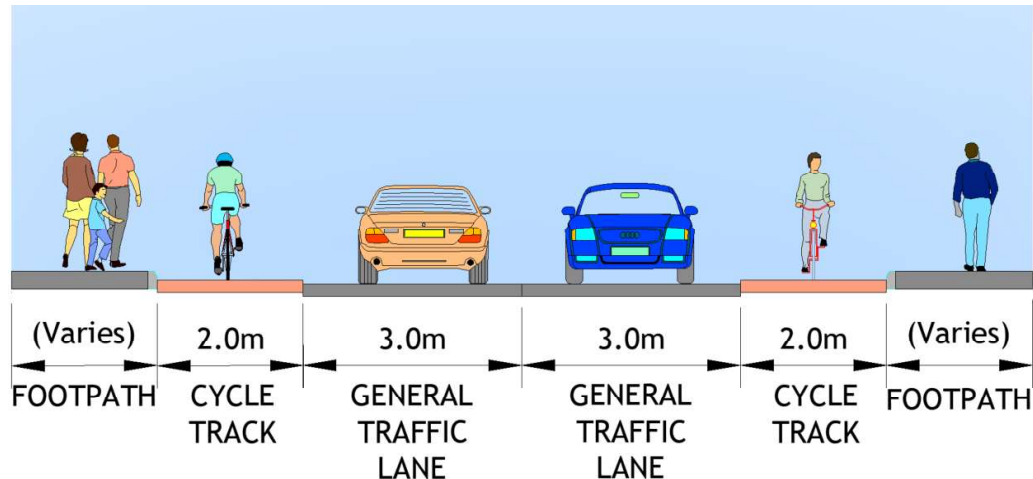 (Varies)
FOOTPATH
2.0m
CYCLE
TRACK
3.0m
GENERAL
TRAFFIC
LANE
3.0m
GENERAL
TRAFFIC
LANE
2.0m
CYCLE
TRACK
(Varies)
FOOTPATH